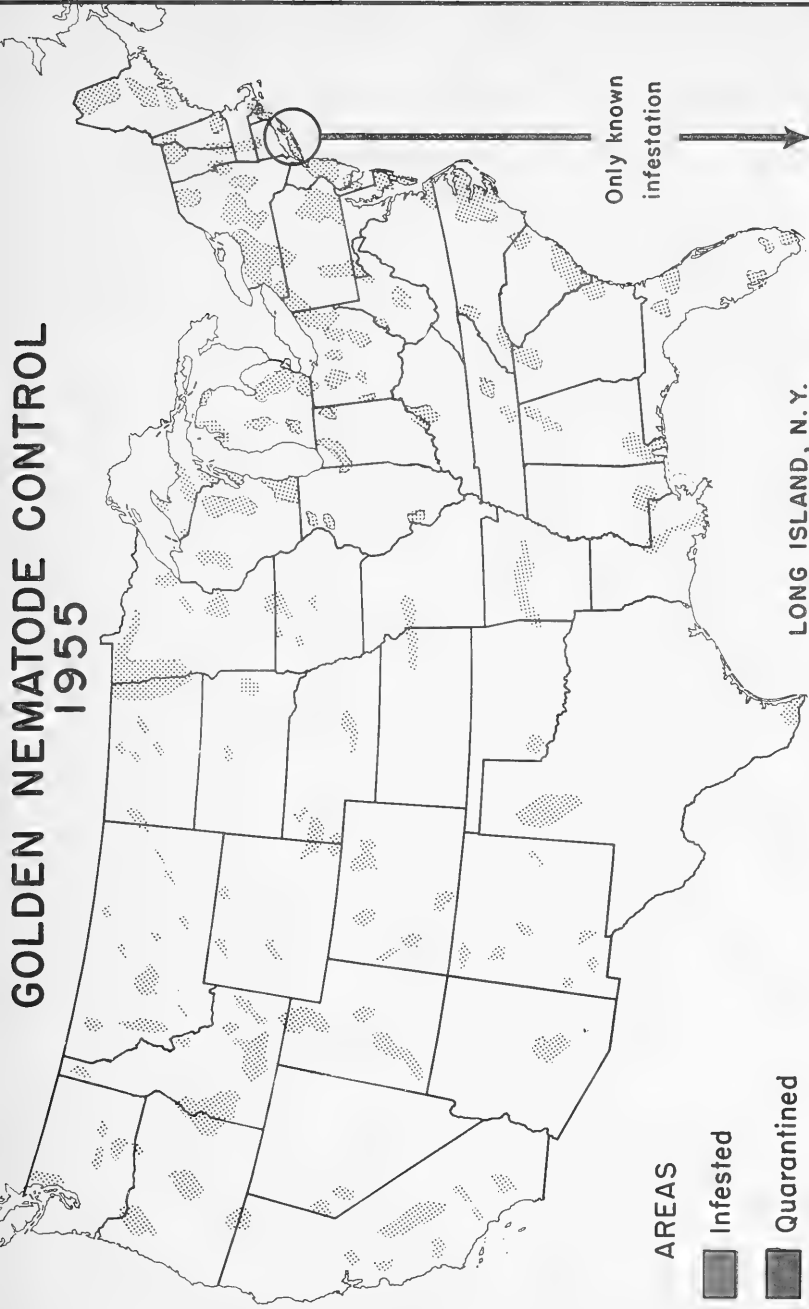 GOLDEN NEMATODE CONTROL
1955
Only known
infestation
LONG ISLAND, N.Y.
AREAS
Infested
Quarantined